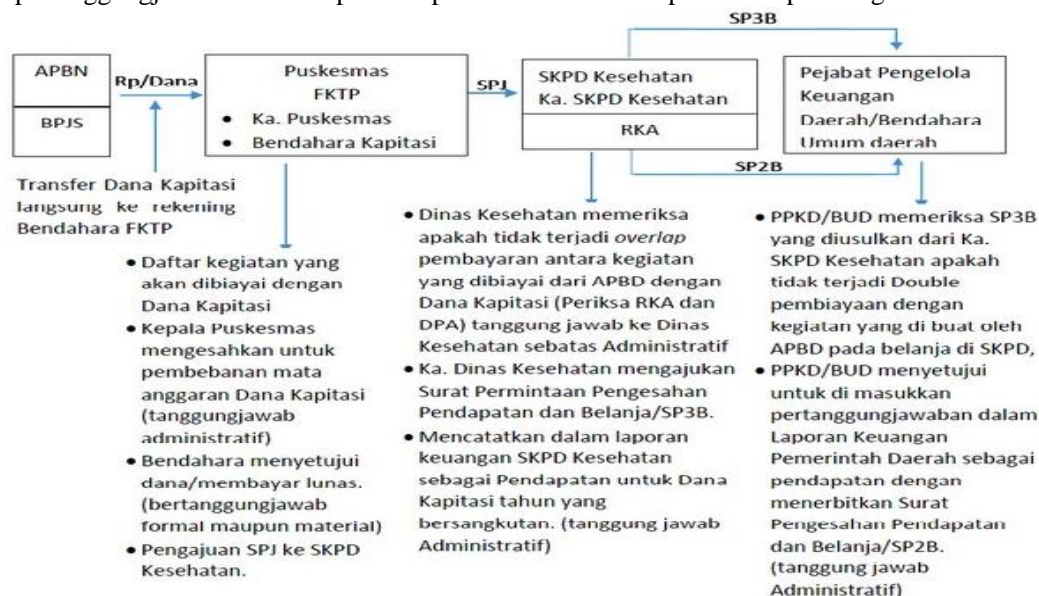 SP3B
APBN
BPJS
Rp/Dana
Puskesmas
FKTP
• Ka. Puskesmas
• Bendahara Kapitasi
SPJ
SKPD Kesehatan
Ka. SKPD Kesehatan
RKA
Pejabat Pengelola
Keuangan
Daerah/Bendahara
Umum daerah
SP2B
Transfer Dana Kapitasi
langsung ke rekening
Bendahara FKTP
• Daftar kegiatan yang
akan dibiayai dengan
Dana Kapitasi
• Kepala Puskesmas
mengesahkan untuk
pembebanan mata
anggaran Dana Kapitasi
(tanggungjawab
administratif)
• Bendahara menyetujui
dana/membayar lunas.
(bertanggungjawab
formal maupun material)
• Pengajuan SPJ ke SKPD
Kesehatan.
• Dinas Kesehatan memeriksa
apakah tidak terjadi overlap
pembayaran antara kegiatan
yang dibiayai dari APBD dengan
Dana Kapitasi (Periksa RKA dan
DPA) tanggung jawab ke Dinas
Kesehatan sebatas Administratif
• Ka. Dinas Kesehatan mengajukan
Surat Permintaan Pengesahan
Pendapatan dan Belanja/SP3B.
• Mencatatkan dalam laporan
keuangan SKPD Kesehatan
sebagai Pendapatan untuk Dana
Kapitasi tahun yang
bersangkutan. (tanggung jawab
Administratif)
• PPKD/BUD memeriksa SP3B
yang diusulkan dari Ka.
SKPD Kesehatan apakah
tidak terjadi Double
pembiayaan dengan
kegiatan yang di buat oleh
APBD pada belanja di SKPD,
• PPKD/BUD menyetujui
untuk di masukkan
pertanggungjawaban dalam
Laporan Keuangan
Pemerintah Daerah sebagai
pendapatan dengan
menerbitkan Surat
Pengesahan Pendapatan
dan Belanja/SP2B.
(tanggung jawab
Administratif)